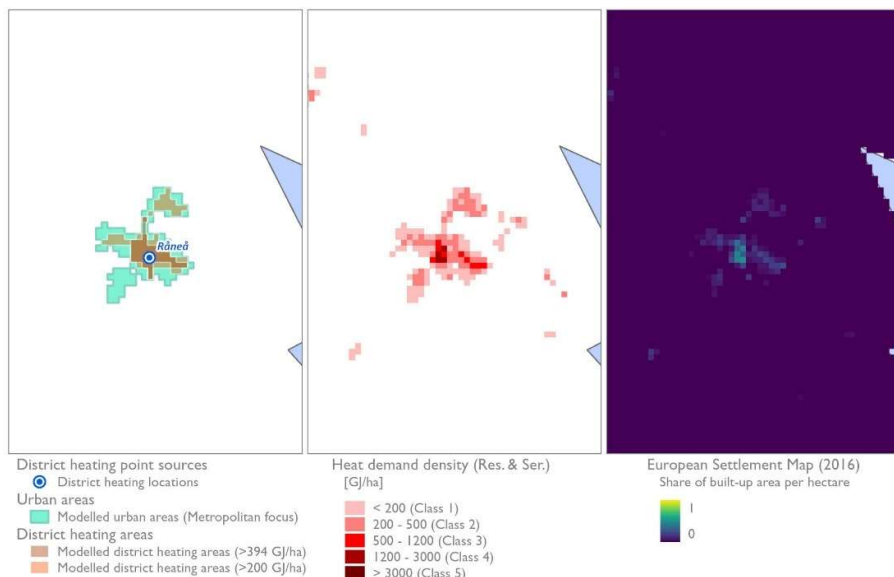 Råneå
District heating point sources
District heating locations
Urban areas
Modelled urban areas (Metropolitan focus)
District heating areas
Modelled district heating areas (>394 GJ/ha)
Modelled district heating areas (>200 GJ/ha)
Heat demand density (Res. & Ser.)
[GJ/ha]
< 200 (Class 1)
200 - 500 (Class 2)
500 - 1200 (Class 3)
1200 - 3000 (Class 4)
> 3000 (Class 5)
European Settlement Map (2016)
Share of built-up area per hectare
1
0